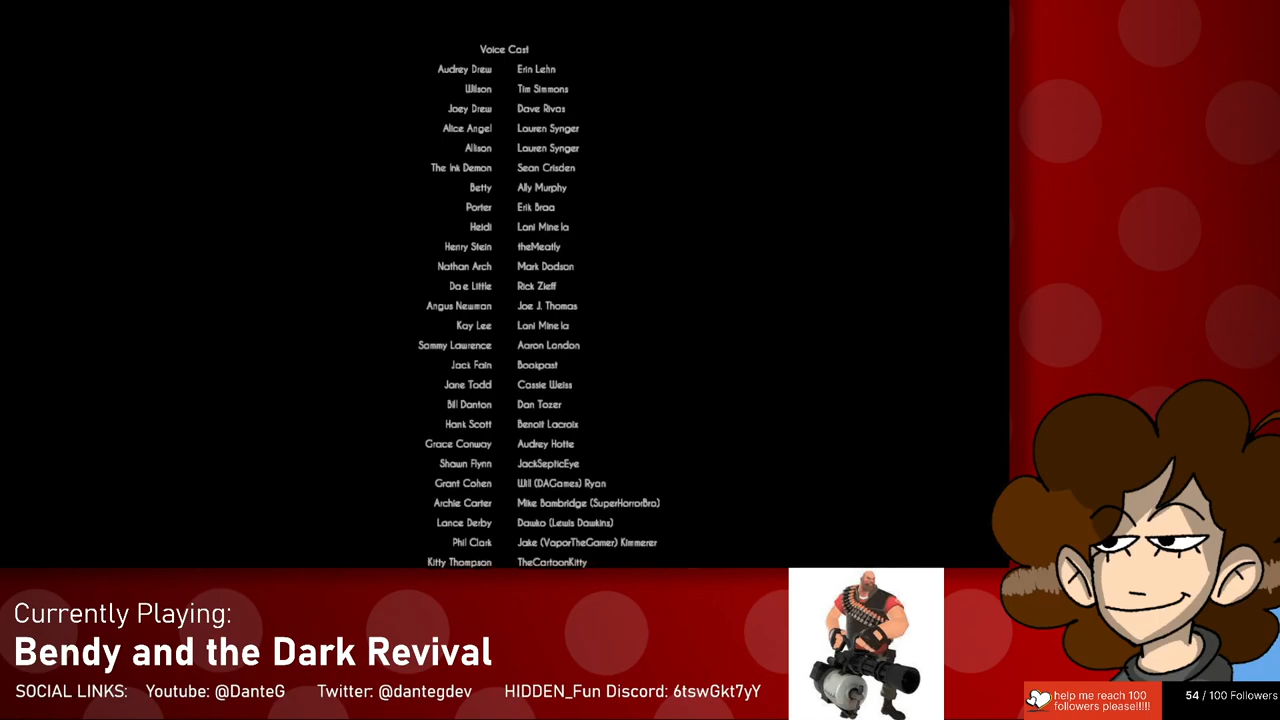 Voice Cast
Audrey Drew Erin Lehn
Wilson Tim Simmons
Joey Drew Dave Rivas
Alice Angel Lauren Synger
Allison Lauren Synger
The Ink Demon Sean Crisden
Betty Ally Murphy
Porter Erik Braa
Heidi Lani Minella
Henry Stein theMeatly
Nathan Arch Mark Dodson
Dale Little Rick Zieff
Angus Newman Joe J. Thomas
Kay Lee Lani Minella
Sammy Lawrence Aaron Landon
Jack Fain Bookpast
Jane Todd Cassie Weiss
Bill Danton Dan Tozer
Hank Scott Benoit Lacroix
Grace Conway Audrey Hotte
Shawn Flynn JackSepticEye
Grant Cohen Will (DAGames) Ryan
Archie Carter Mike Bambridge (SuperHorrorBro)
Lance Derby Dawko (Lewis Dawkins)
Phil Clark Jake (VaporTheGamer) Kimmerer
Kitty Thompson TheCartoonKitty
Currently Playing:
Bendy and the Dark Revival
SOCIAL LINKS: Youtube: @DanteG Twitter: @dantegdev HIDDEN_Fun Discord: 6tswGkt7yY
help me reach 100
followers please!!!!!
54 / 100 Followers